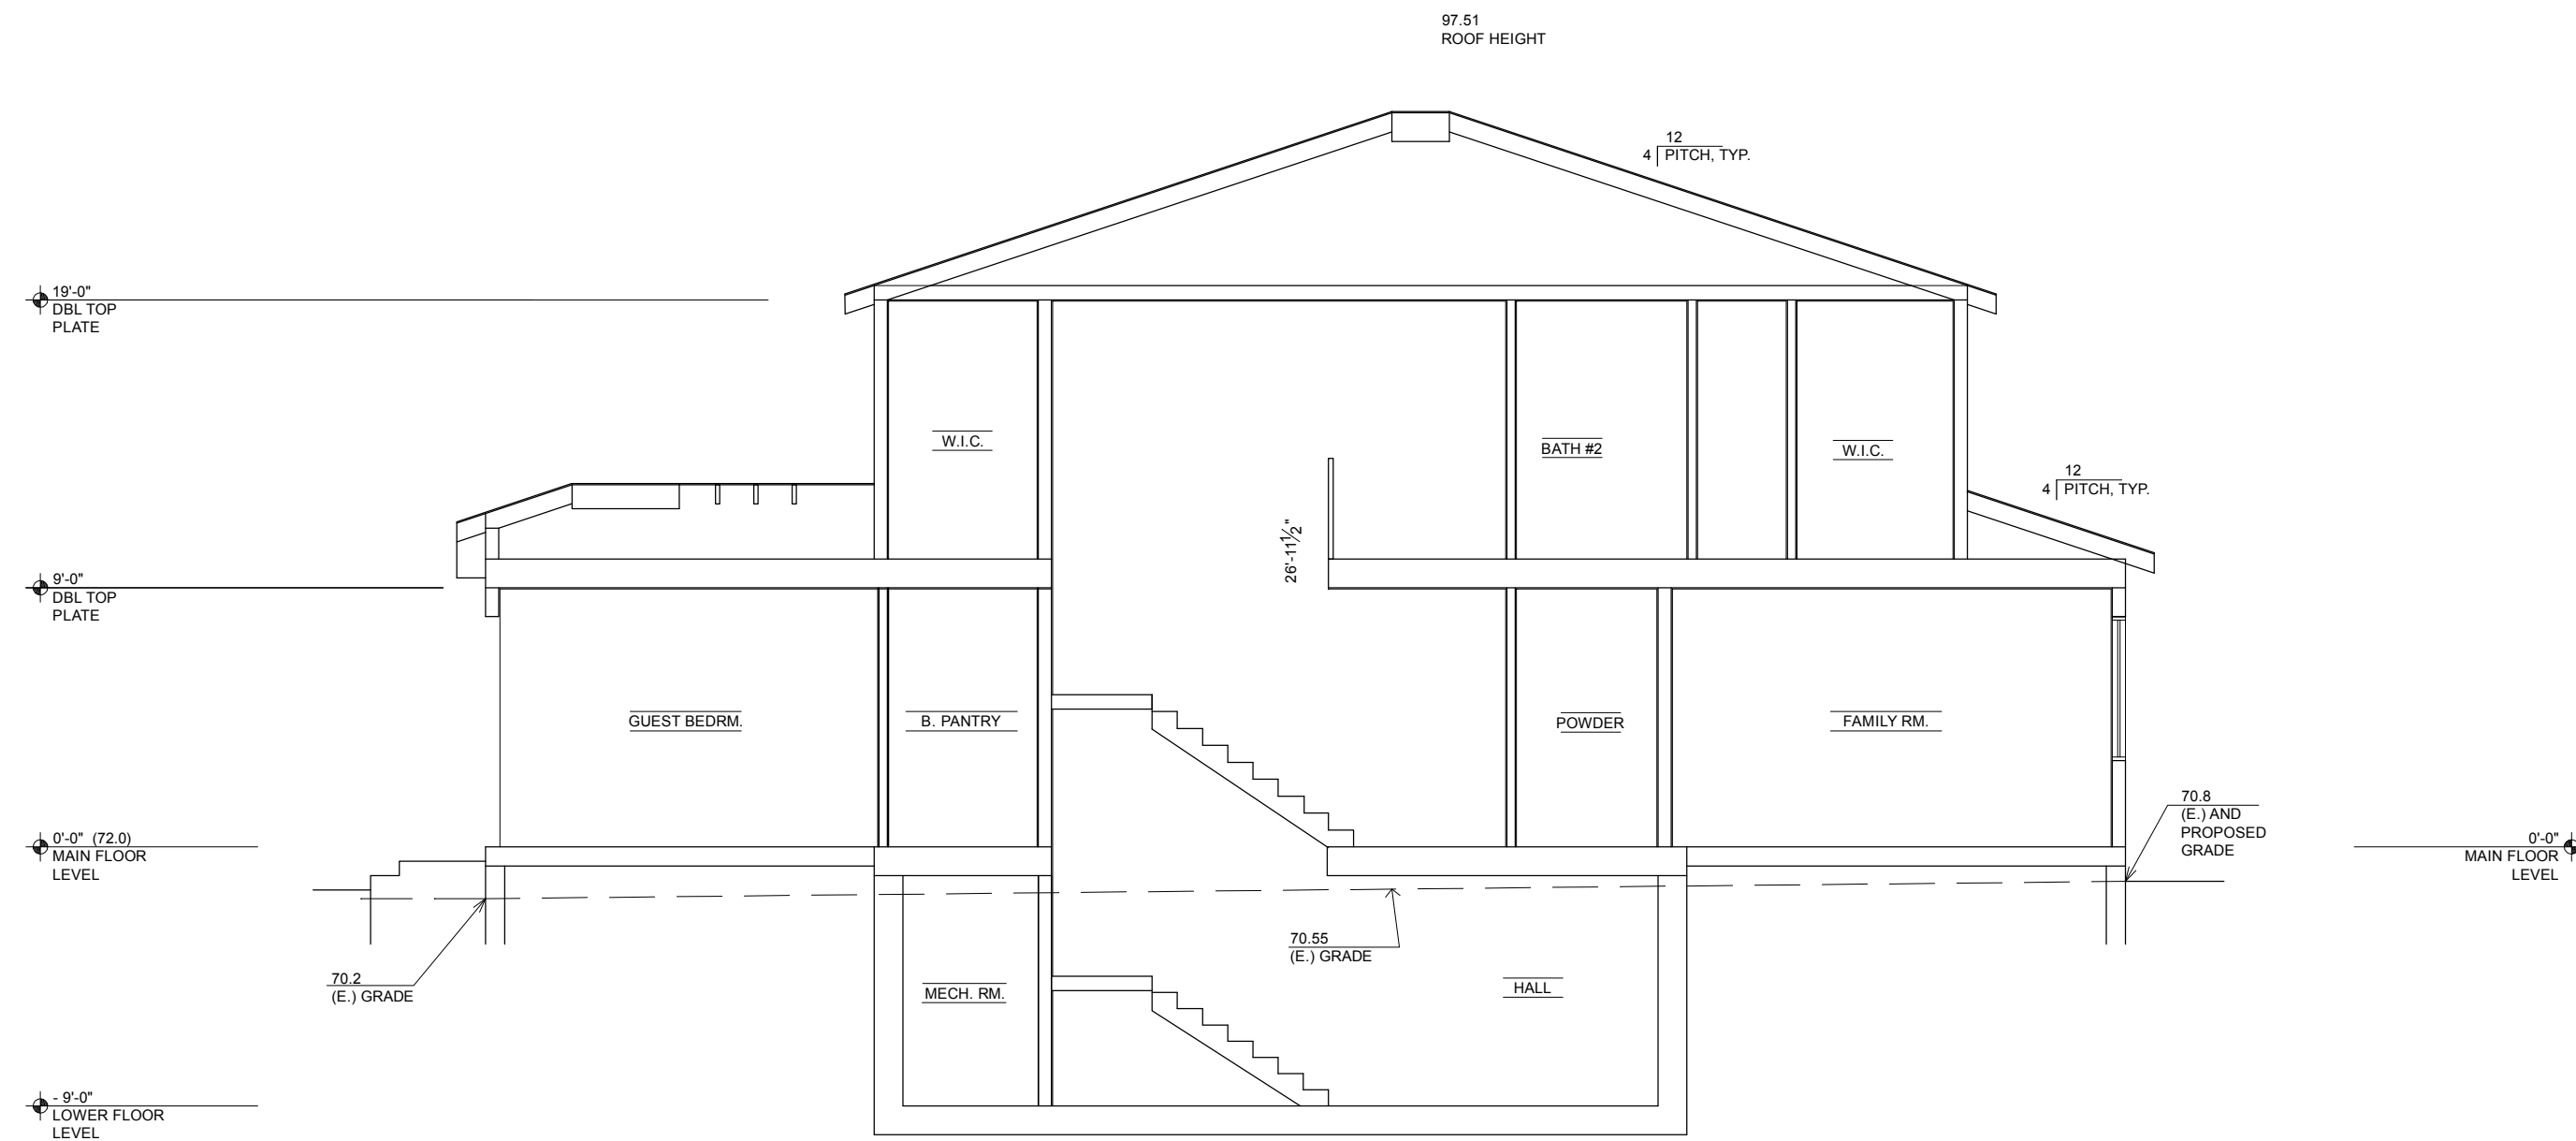 97.51
ROOF HEIGHT
12
4 PITCH, TYP.
19'-0"
DBL TOP
PLATE
W.I.C.
BATH #2
W.I.C.
12
4 PITCH, TYP.
26'-11½"
9'-0"
DBL TOP
PLATE
GUEST BEDRM.
B. PANTRY
POWDER
FAMILY RM.
70.8
(E.) AND
PROPOSED
GRADE
0'-0" (72.0)
MAIN FLOOR
LEVEL
0'-0"
MAIN FLOOR
LEVEL
70.55
(E.) GRADE
70.2
(E.) GRADE
MECH. RM.
HALL
- 9'-0"
LOWER FLOOR
LEVEL